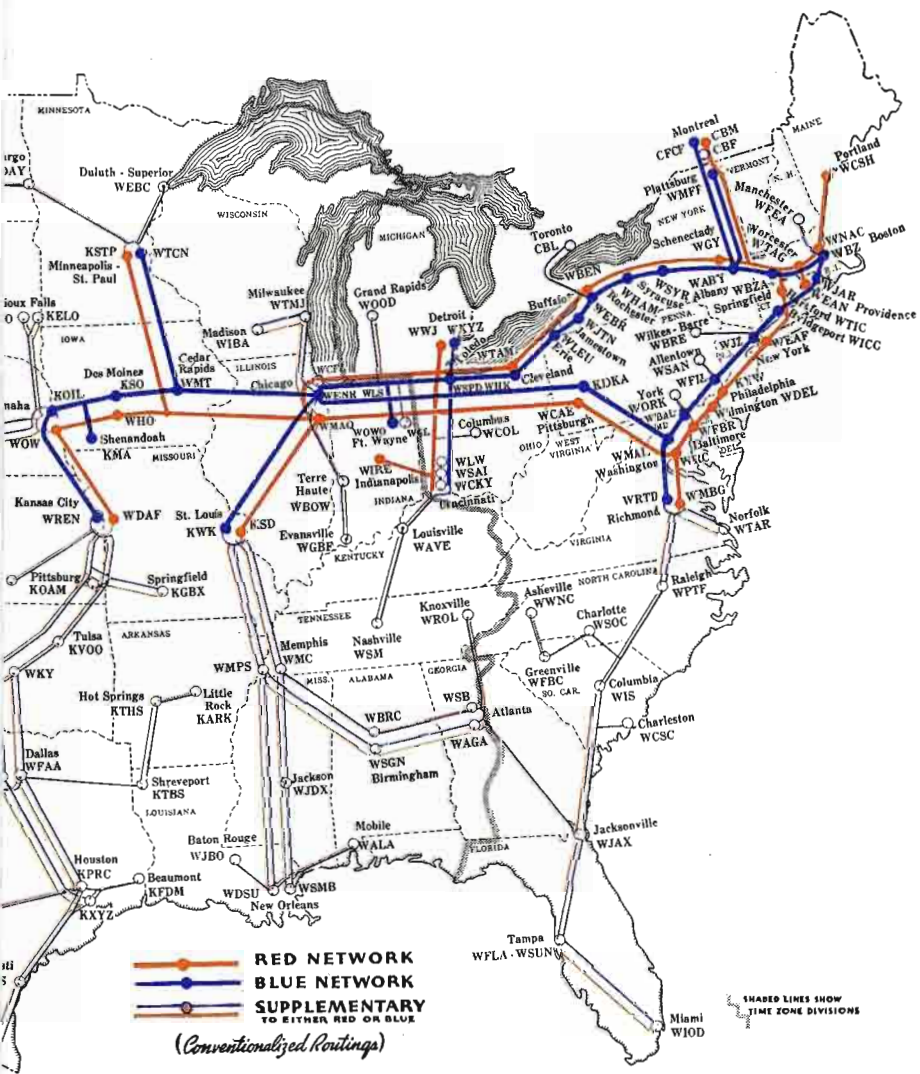 MINNESOTA
Duluth - Superior
WEBC
WISCONSIN
MICHIGAN
KSTP
WTCN
Minneapolis -
St. Paul
KELO
IOWA
Milwaukee
WTMJ
Madison
WIBA
Grand Rapids
WOOD
Detroit
WWJ WXYZ
Toledo
WTAM
Toronto
CBL
WBEN
Buffalo
Montreal
CFCF
CBM
CBF
Plattsburg
WMFF
VERMONT
MAINE
N. H.
Portland
WCSH
Manchester
WFEA
NEW YORK
Schenectady
WGY
Worcester
WTAG
WNAC
WBZ
Boston
WEBR
Rochester
WHAM
Syracuse
WSYR
Albany
WABY
WBZA
Springfield
WJAR
WEAN Providence
WTIC
Bridgeport WICC
WJTN
Jamestown
WLEU
PENNA.
Wilkes-Barre
WBRE
Allentown
WSAN
WJZ
WEAF
New York
York
WORK
WFIL
KYW
Philadelphia
Wilmington WDEL
WFBR
Baltimore
DEL.
WMAL
Washington
WRTD
Richmond
WMBG
Norfolk
WTAR
Des Moines
KSO
Cedar
Rapids
WMT
ILLINOIS
Chicago
WENR WLS
WMAQ
WOWO
Ft. Wayne
WGL
WSPD
WHK
Cleveland
KDKA
WCAE
Pittsburgh
Columbus
WCOL
OHIO
WEST
VIRGINIA
KOIL
WOW
WHO
Shenandoah
KMA
MISSOURI
Kansas City
WREN
WDAF
St. Louis
KWK
KSD
Terre
Haute
WBOW
WIRE
Indianapolis
INDIANA
WLW
WSAI
WCKY
Cincinnati
Evansville
WGBF
KENTUCKY
Louisville
WAVE
VIRGINIA
Pittsburg
KOAM
Springfield
KGBX
NORTH CAROLINA
Raleigh
WPTF
TENNESSEE
Knoxville
WROL
Asheville
WWNC
Charlotte
WSOC
Nashville
WSM
Tulsa
KVOO
ARKANSAS
WKY
WMPS
Memphis
WMC
MISS.
ALABAMA
GEORGIA
Greenville
WFBC
SO. CAR.
Columbia
WIS
Hot Springs
KTHS
Little
Rock
KARK
WBRC
WSB
Atlanta
WAGA
WSGN
Birmingham
Charleston
WCSC
Dallas
WFAA
Shreveport
KTBS
LOUISIANA
Jackson
WJDX
Baton Rouge
WJBO
Mobile
WALA
FLORIDA
Jacksonville
WJAX
Houston
KPRC
Beaumont
KFDM
KXYZ
WDSU
WSMB
New Orleans
Tampa
WFLA - WSUN
Miami
WIOD
RED NETWORK
BLUE NETWORK
SUPPLEMENTARY
TO EITHER RED OR BLUE
(Conventionalized Routings)
SHADED LINES SHOW
TIME ZONE DIVISIONS